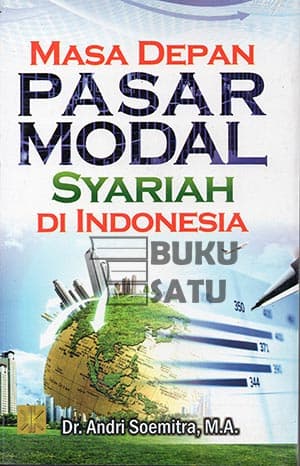 MASA DEPAN
PASAR
MODAL
SYARIAH
DI INDONESIA
BUKU
SATU
350
371
344
Dr. Andri Soemitra, M.A.